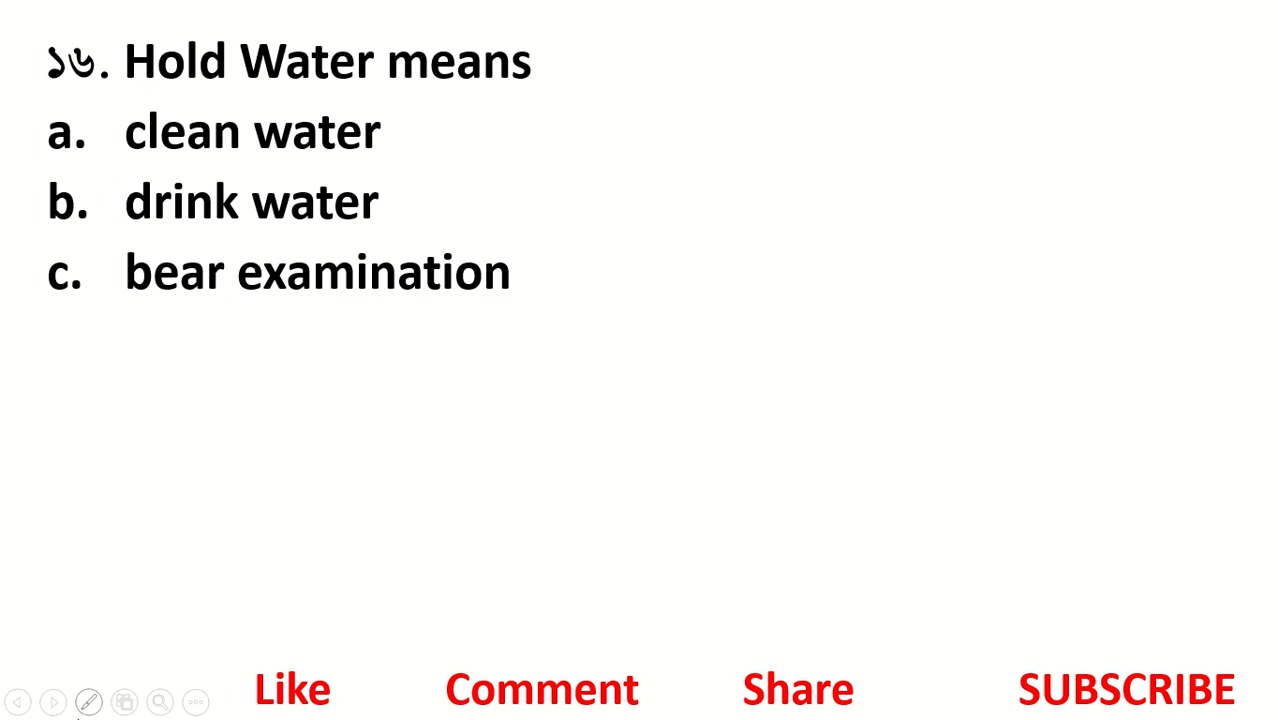 ১৬. Hold Water means
a. clean water
b. drink water
c. bear examination
Like Comment Share SUBSCRIBE